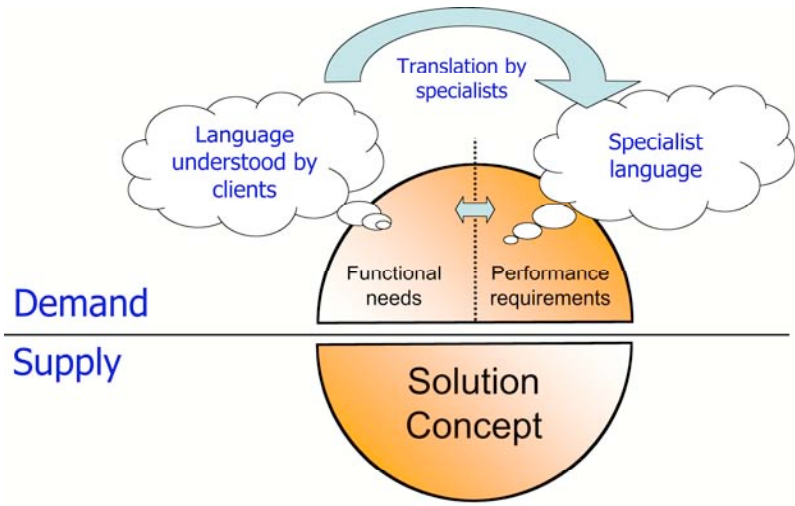 Translation by
specialists
Language
understood by
clients
Specialist
language
Functional
needs
Performance
requirements
Demand
Supply
Solution
Concept